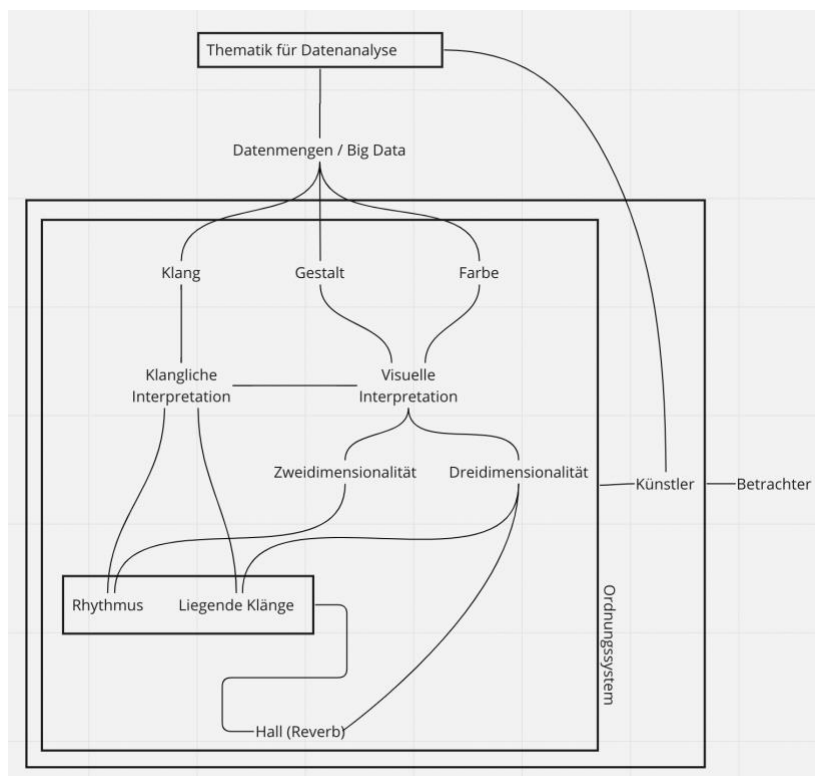 Thematik für Datenanalyse
Datenmengen / Big Data
Klang
Gestalt
Farbe
Klangliche
Interpretation
Visuelle
Interpretation
Zweidimensionalität
Dreidimensionalität
Künstler
Betrachter
Rhythmus
Liegende Klänge
Ordnungssystem
Hall (Reverb)